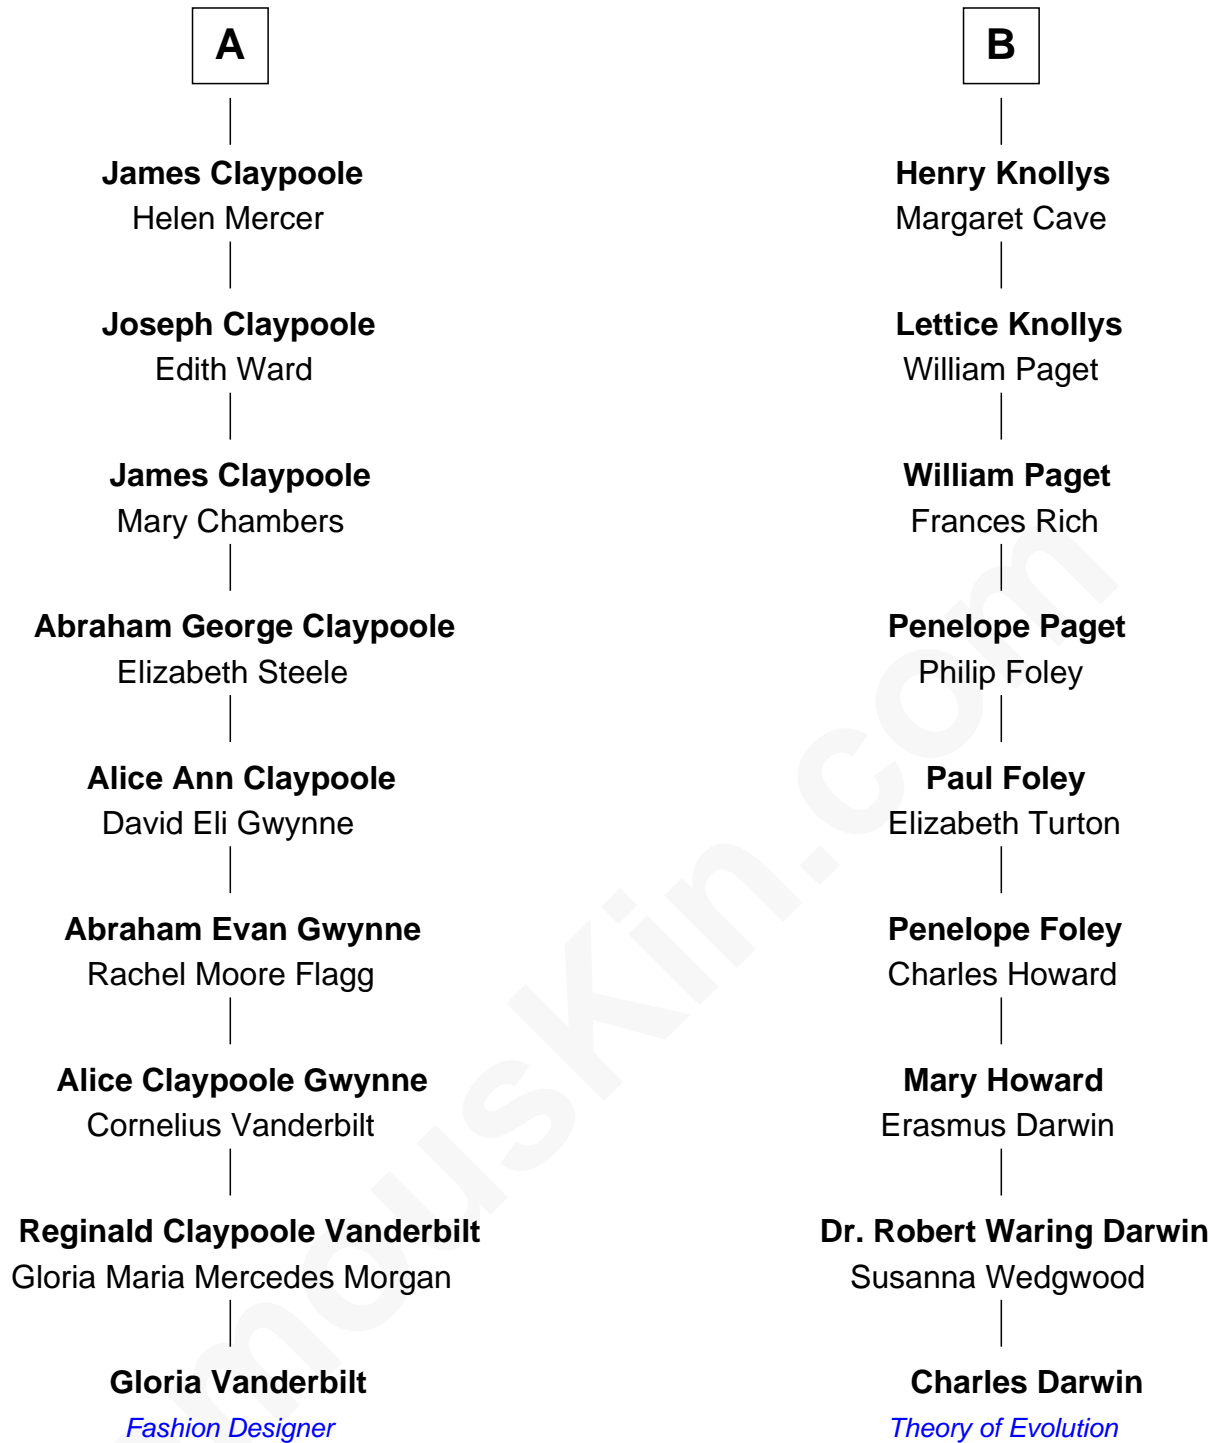 A
James Claypoole
Helen Mercer
Joseph Claypoole
Edith Ward
James Claypoole
Mary Chambers
Abraham George Claypoole
Elizabeth Steele
Alice Ann Claypoole
David Eli Gwynne
Abraham Evan Gwynne
Rachel Moore Flagg
Alice Claypoole Gwynne
Cornelius Vanderbilt
Reginald Claypoole Vanderbilt
Gloria Maria Mercedes Morgan
Gloria Vanderbilt
Fashion Designer
B
Henry Knollys
Margaret Cave
Lettice Knollys
William Paget
William Paget
Frances Rich
Penelope Paget
Philip Foley
Paul Foley
Elizabeth Turton
Penelope Foley
Charles Howard
Mary Howard
Erasmus Darwin
Dr. Robert Waring Darwin
Susanna Wedgwood
Charles Darwin
Theory of Evolution
mousKin.com